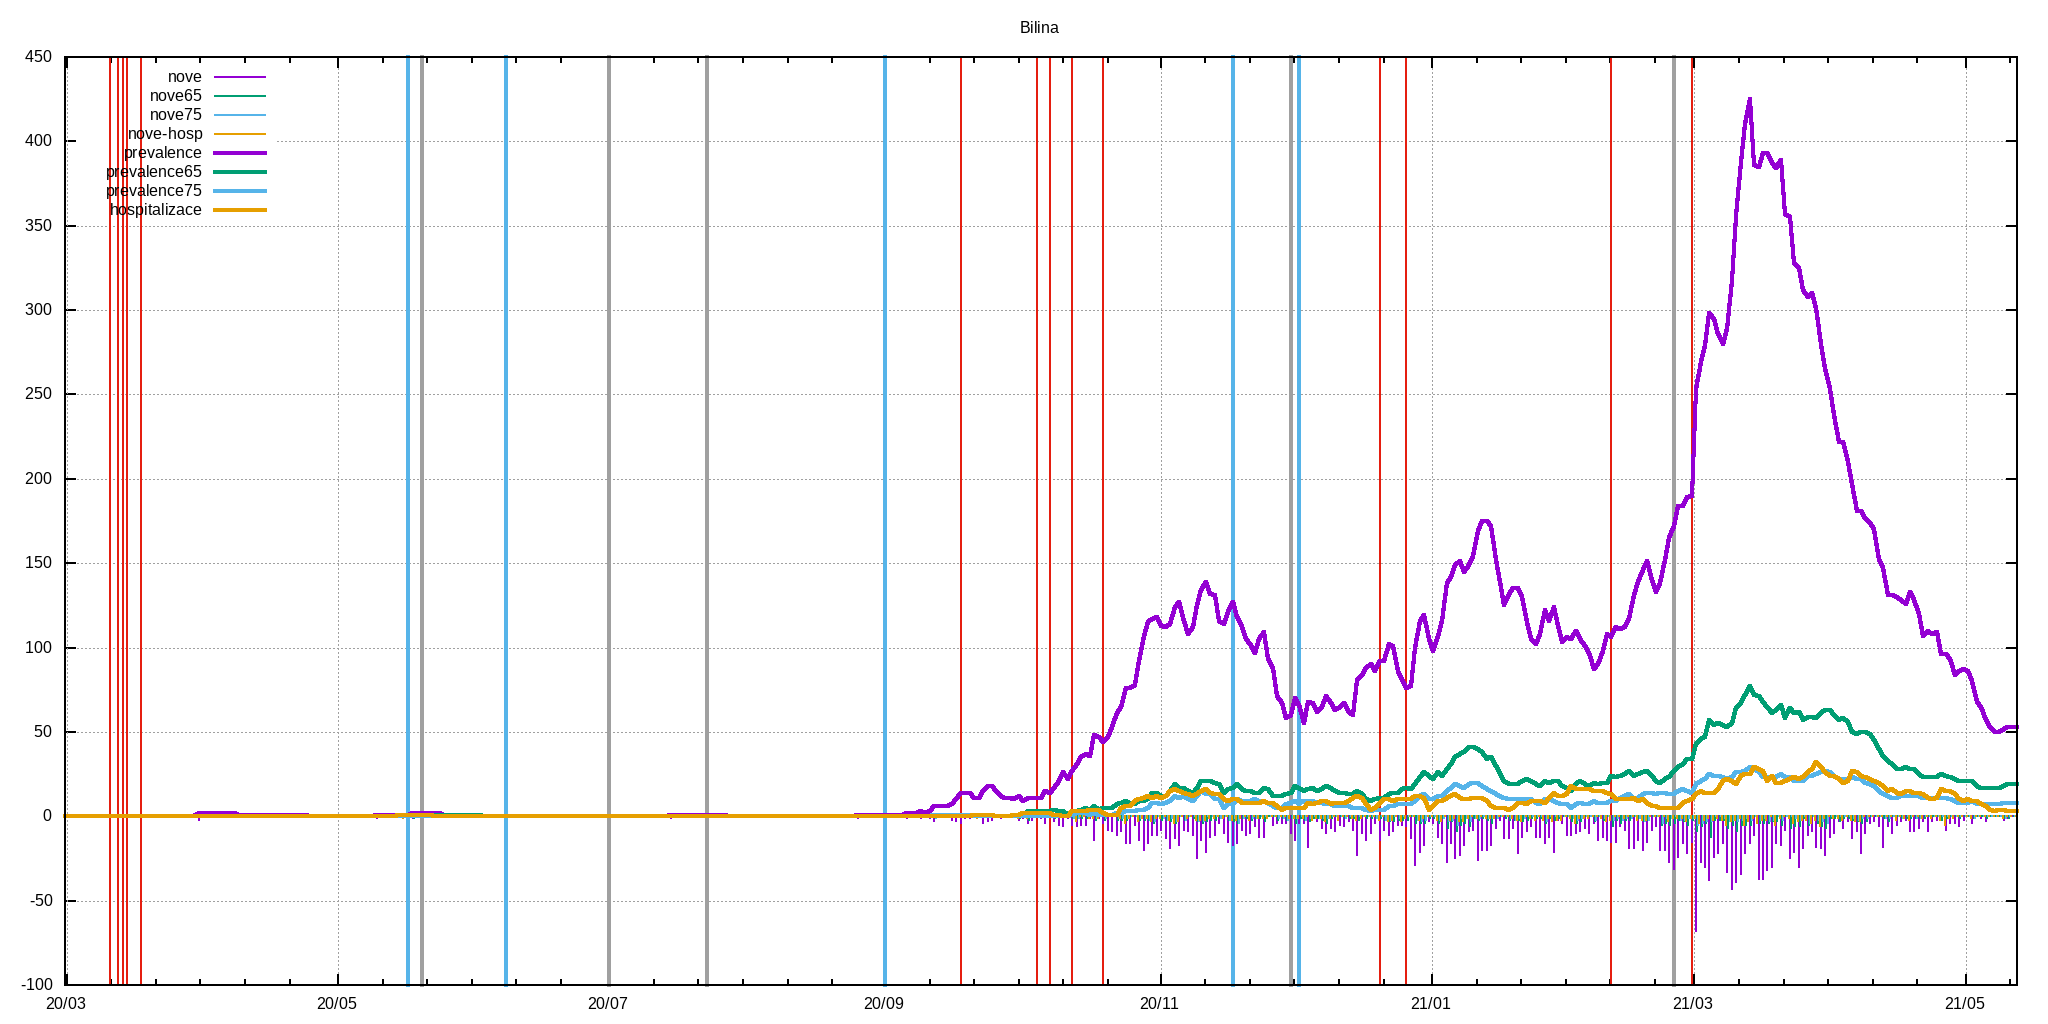 Bilina
450
400
350
300
250
200
150
100
50
0
-50
-100
nove
nove65
nove75
nove-hosp
prevalence
prevalence65
prevalence75
hospitalizace
20/03 20/05 20/07 20/09 20/11 21/01 21/03 21/05